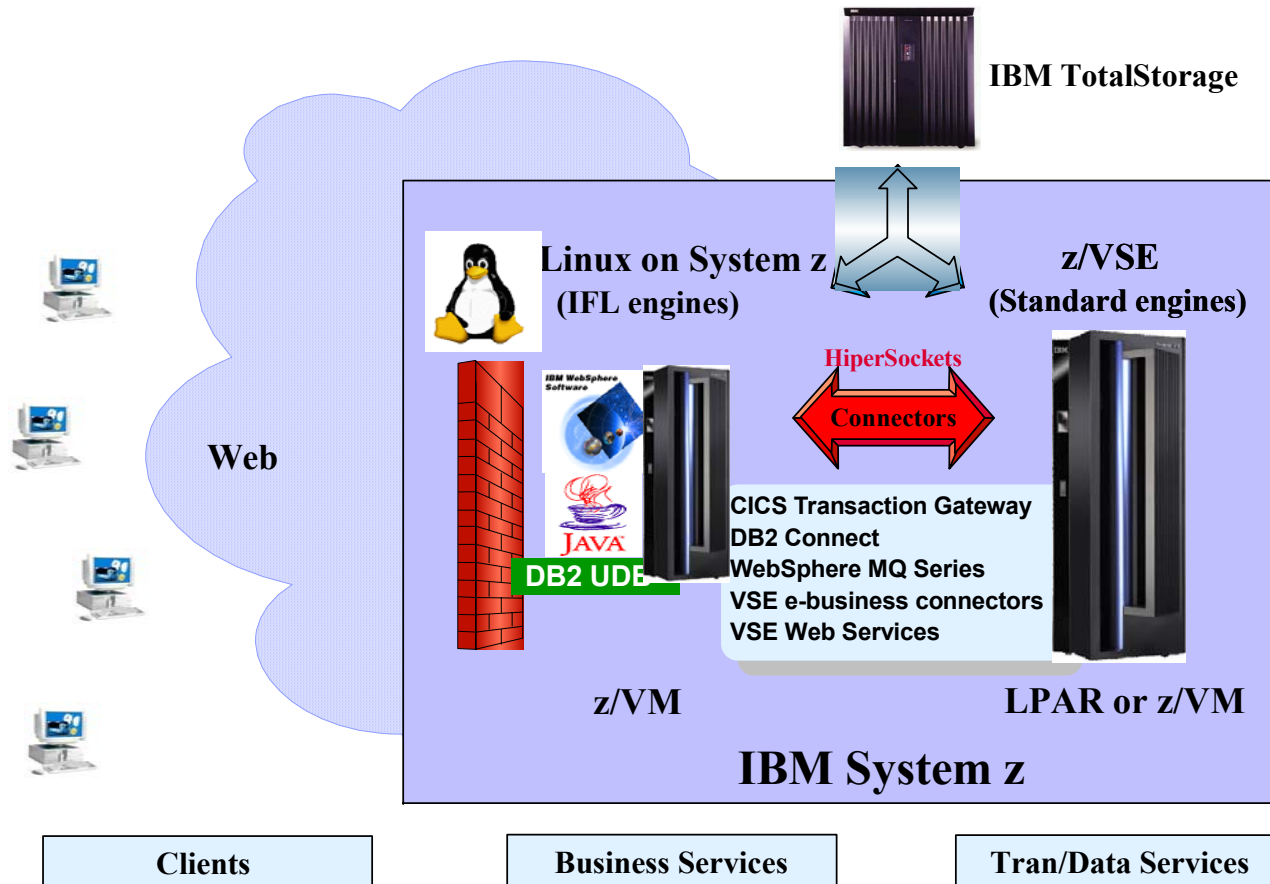 IBM TotalStorage
Linux on System z
(IFL engines)
z/VSE
(Standard engines)
HiperSockets
Connectors
IBM WebSphere
Software
JAVA
DB2 UDB
Web
CICS Transaction Gateway
DB2 Connect
WebSphere MQ Series
VSE e-business connectors
VSE Web Services
z/VM
LPAR or z/VM
IBM System z
Clients
Business Services
Tran/Data Services